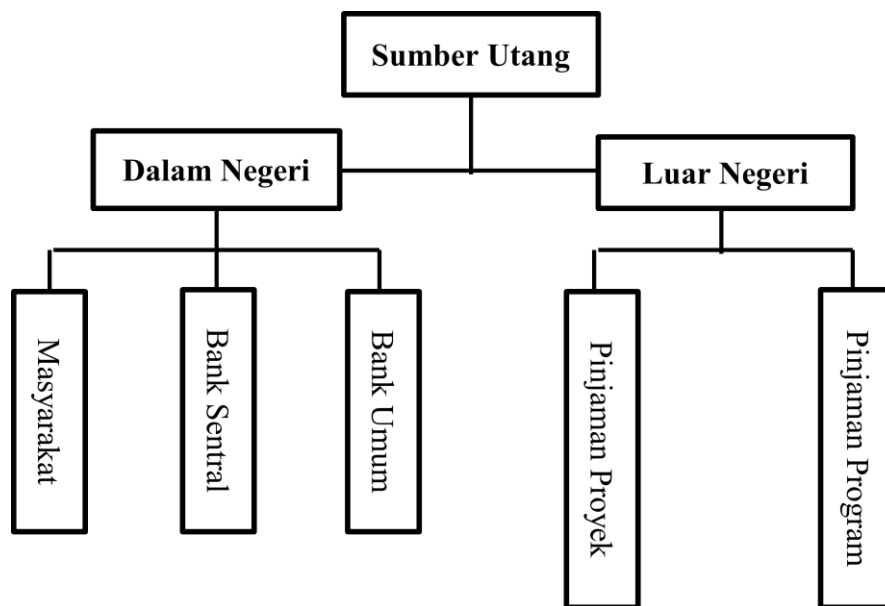 Sumber Utang
Dalam Negeri
Luar Negeri
Masyarakat
Bank Sentral
Bank Umum
Pinjaman Proyek
Pinjaman Program